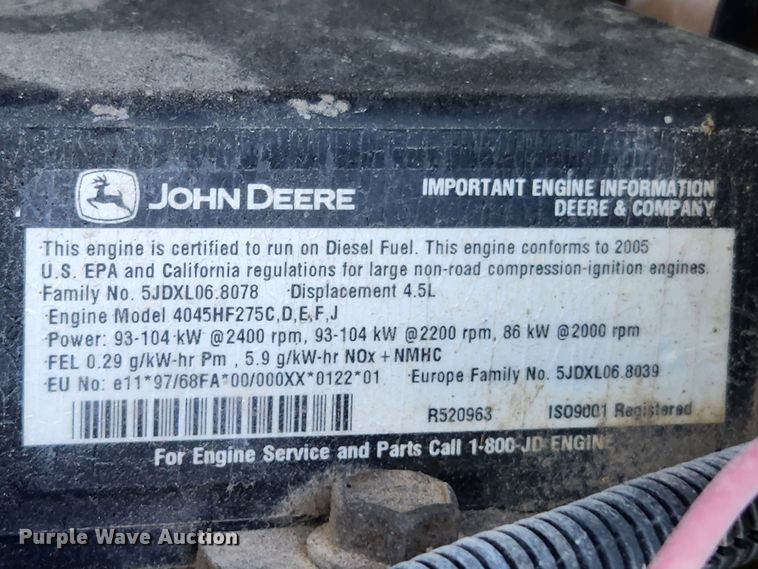 JOHN DEERE
IMPORTANT ENGINE INFORMATION
DEERE & COMPANY
This engine is certified to run on Diesel Fuel. This engine conforms to 2005
U.S. EPA and California regulations for large non-road compression-ignition engines.
Family No. 5JDXL06.8078 Displacement 4.5L
Engine Model 4045HF275C,D,E,F,J
Power: 93-104 kW @2400 rpm, 93-104 kW @2200 rpm, 86 kW @2000 rpm
FEL 0.29 g/kW-hr Pm , 5.9 g/kW-hr NOx + NMHC
EU No: e11*97/68FA*00/000XX*0122*01 Europe Family No. 5JDXL06.8039
R520963 ISO9001 Registered
For Engine Service and Parts Call 1-800-JD-ENGINE
Purple Wave Auction